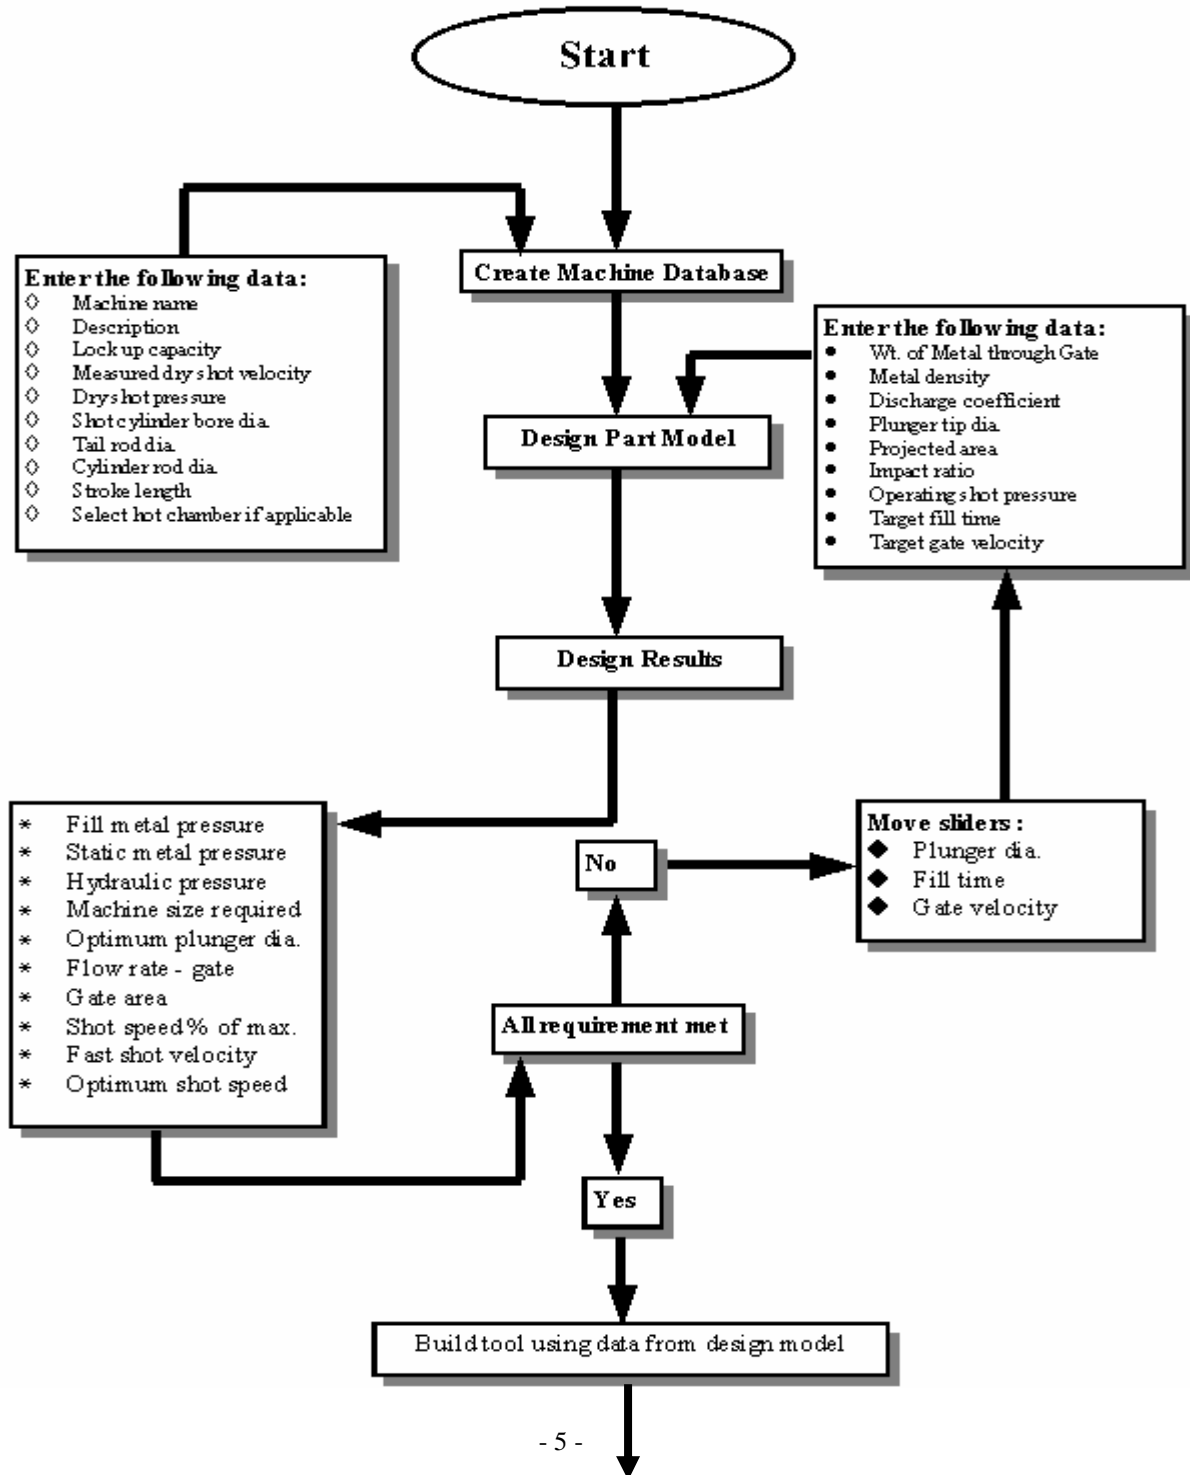 Start
Create Machine Database
Enter the following data:
◊ Machine name
◊ Description
◊ Lock up capacity
◊ Measured dry shot velocity
◊ Dry shot pressure
◊ Shot cylinder bore dia.
◊ Tail rod dia.
◊ Cylinder rod dia.
◊ Stroke length
◊ Select hot chamber if applicable
Enter the following data:
• Wt. of Metal through Gate
• Metal density
• Discharge coefficient
• Plunger tip dia.
• Projected area
• Impact ratio
• Operating shot pressure
• Target fill time
• Target gate velocity
Design Part Model
Design Results
* Fill metal pressure
* Static metal pressure
* Hydraulic pressure
* Machine size required
* Optimum plunger dia.
* Flow rate - gate
* Gate area
* Shot speed % of max.
* Fast shot velocity
* Optimum shot speed
No
Move sliders :
◆ Plunger dia.
◆ Fill time
◆ Gate velocity
All requirement met
Yes
Build tool using data from design model
- 5 -